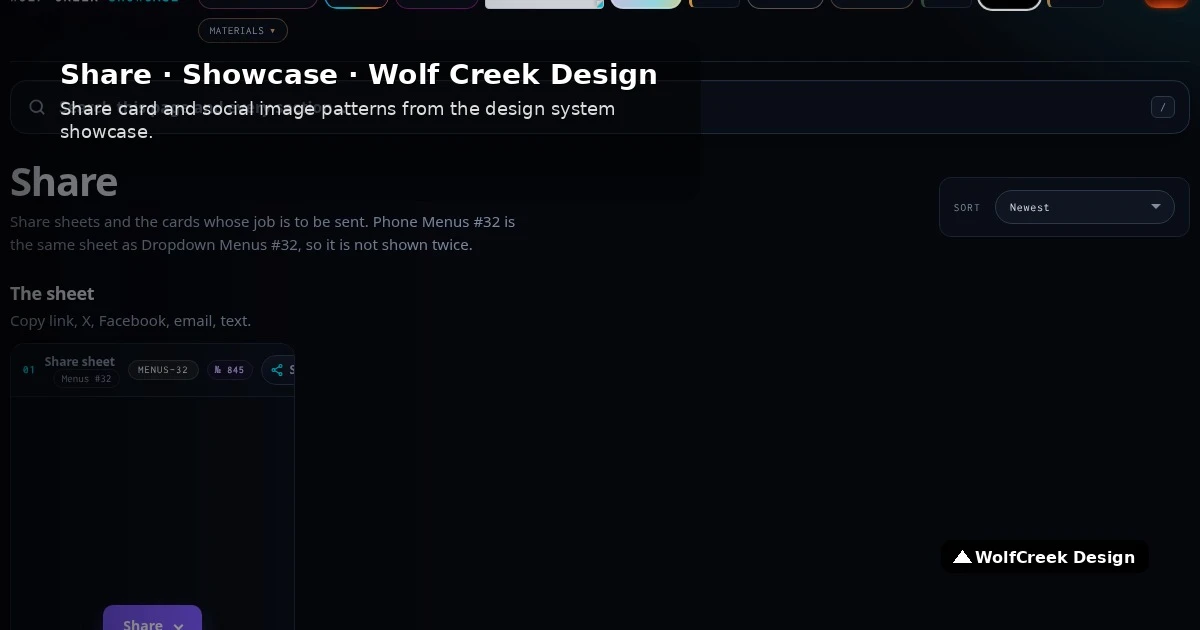 MATERIALS ▾
Share · Showcase · Wolf Creek Design
Share card and social image patterns from the design system
showcase.
/
Share
Share sheets and the cards whose job is to be sent. Phone Menus #32 is
the same sheet as Dropdown Menus #32, so it is not shown twice.
SORT
Newest
The sheet
Copy link, X, Facebook, email, text.
01
Share sheet
Menus #32
MENUS-32
№ 845
S
WolfCreek Design
Share